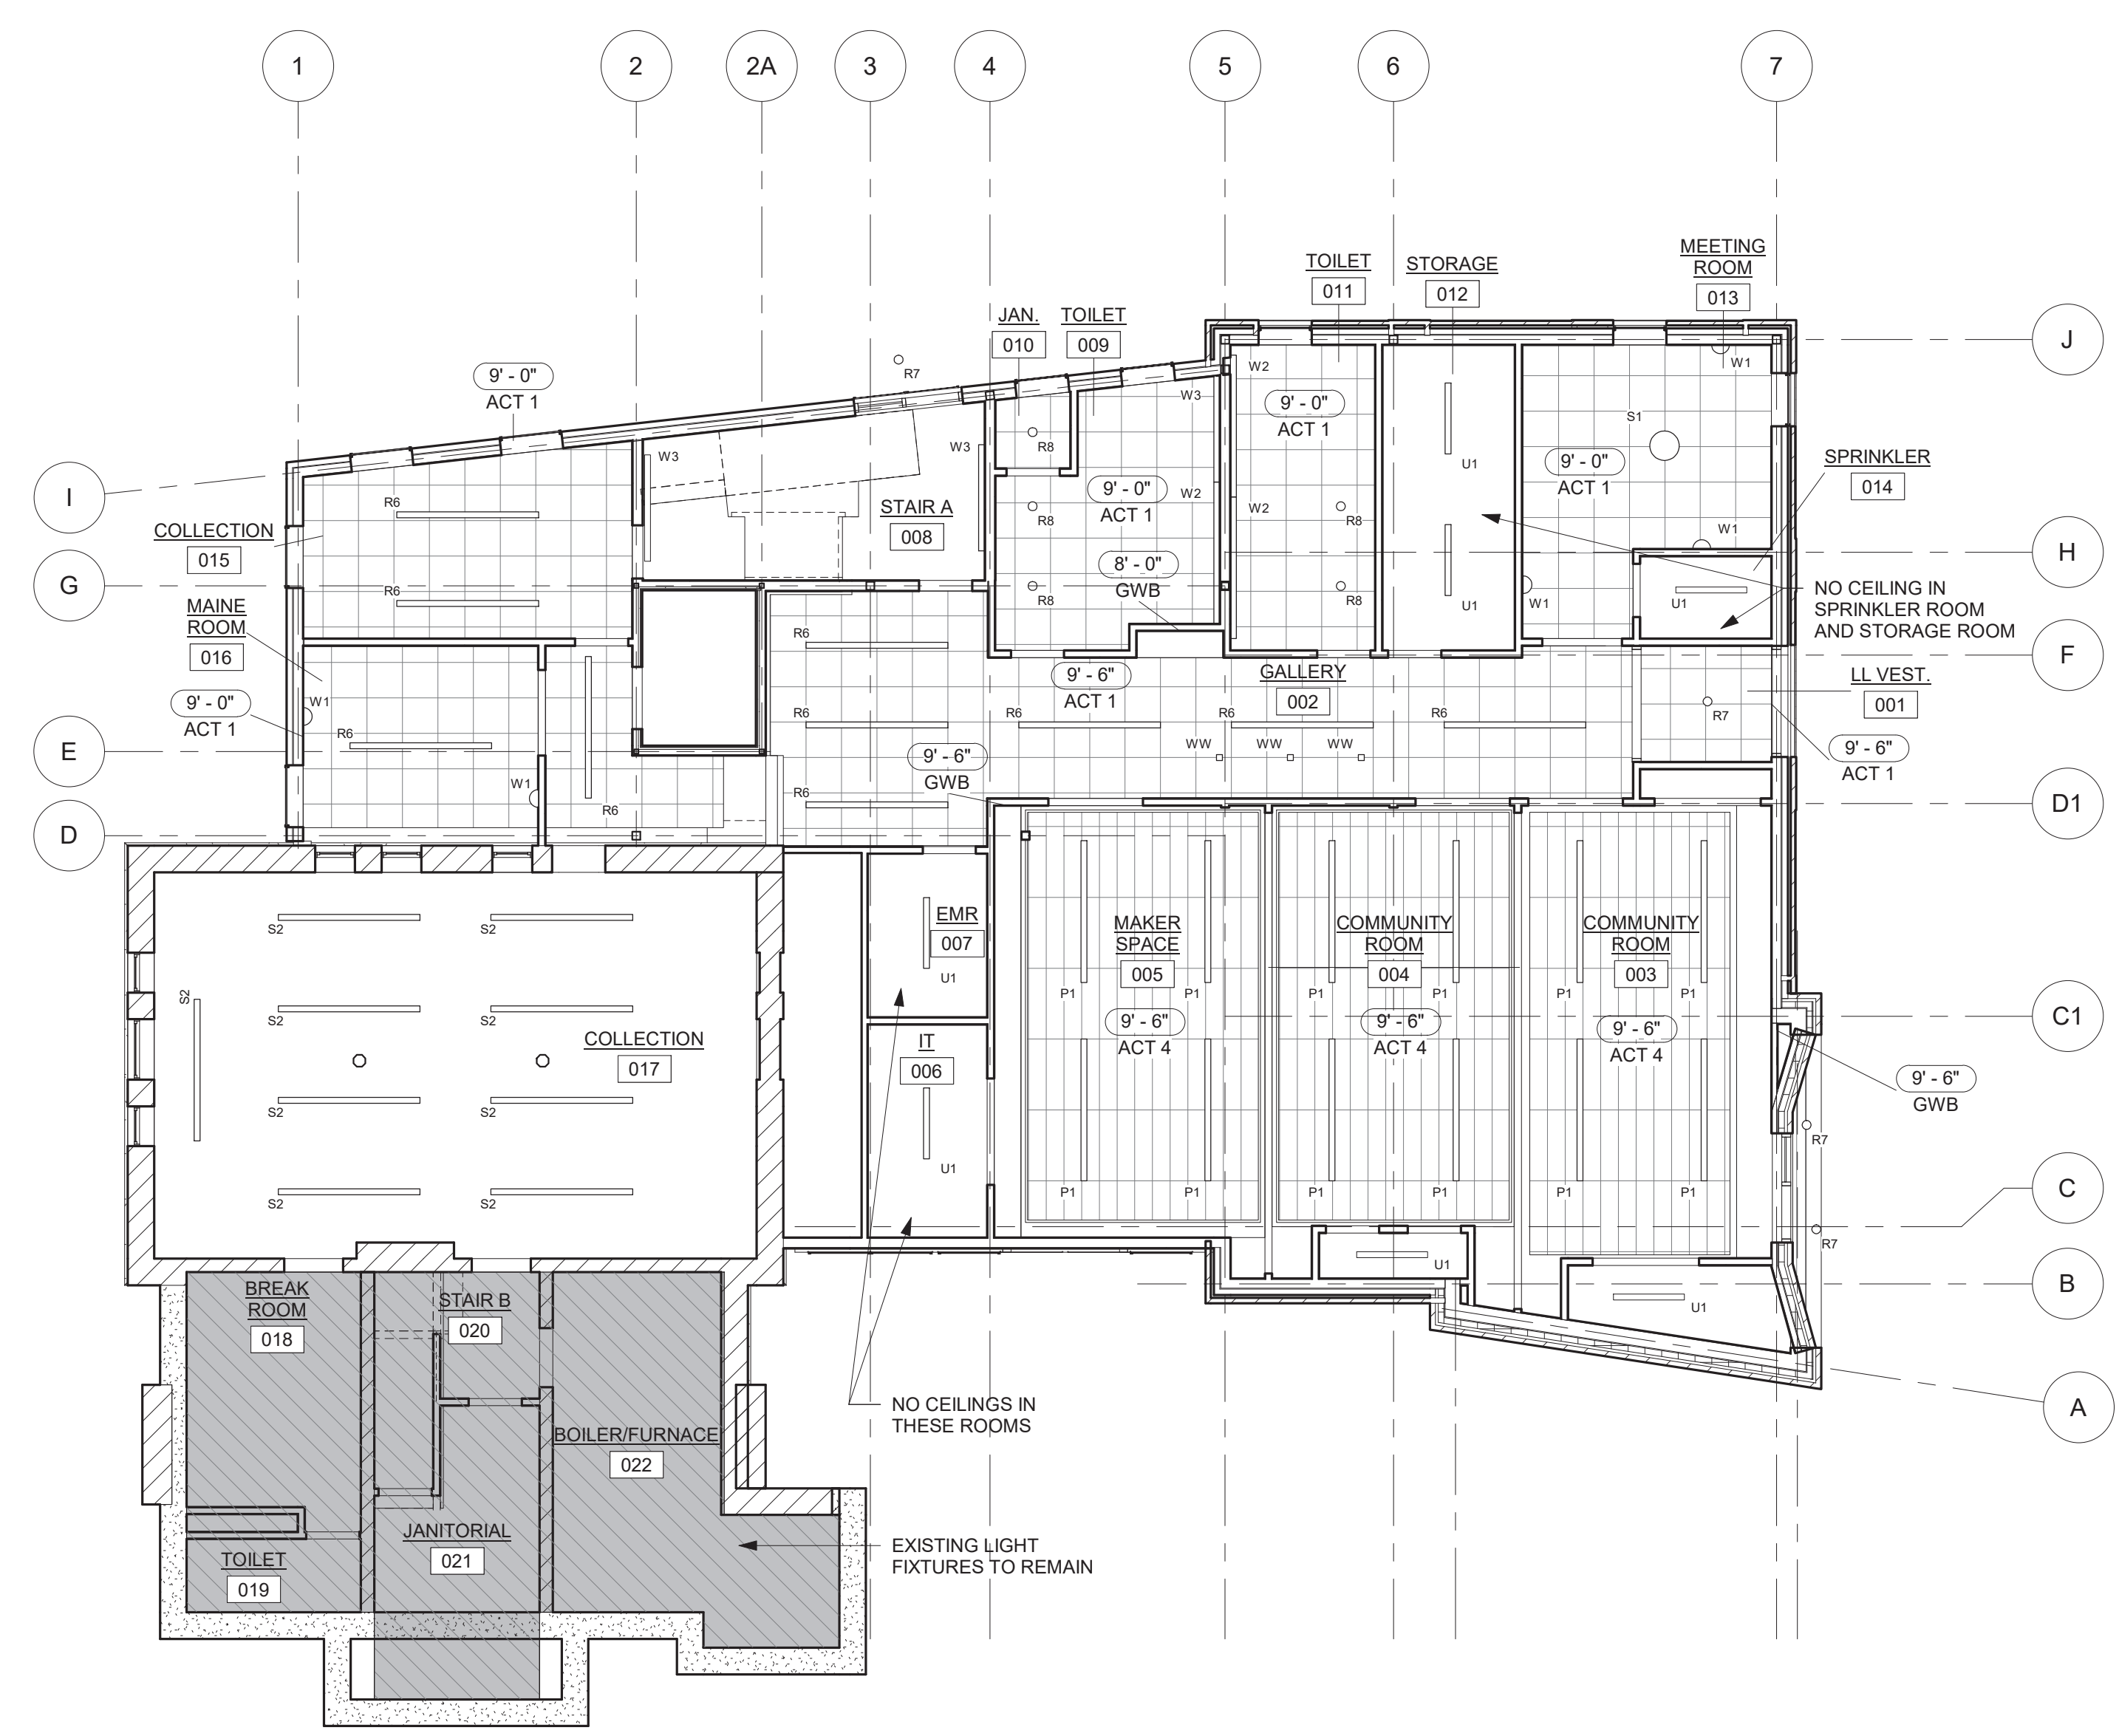 1
2
2A
3
4
5
6
7
MEETING
ROOM
013
TOILET
011
STORAGE
012
JAN.
010
TOILET
009
J
R7
9' - 0"
ACT 1
W2
W1
W3
9' - 0"
ACT 1
S1
W3
W3
R8
U1
9' - 0"
ACT 1
SPRINKLER
014
I
R6
9' - 0"
ACT 1
W2
W2
STAIR A
008
R8
R8
W1
COLLECTION
015
H
G
8' - 0"
GWB
R6
R8
R8
U1
W1
U1
NO CEILING IN
SPRINKLER ROOM
AND STORAGE ROOM
MAINE
ROOM
016
R6
F
9' - 6"
ACT 1
GALLERY
002
LL VEST.
001
9' - 0"
ACT 1
W1
R6
R6
R6
R6
R7
R6
WW
WW
WW
E
9' - 6"
GWB
9' - 6"
ACT 1
W1
R6
R6
D
D1
S2
S2
EMR
007
U1
MAKER
SPACE
005
COMMUNITY
ROOM
004
COMMUNITY
ROOM
003
P1
P1
P1
P1
P1
P1
S2
S2
S2
9' - 6"
ACT 4
9' - 6"
ACT 4
9' - 6"
ACT 4
C1
COLLECTION
017
IT
006
9' - 6"
GWB
S2
S2
R7
U1
S2
S2
P1
P1
P1
P1
P1
P1
C
R7
U1
U1
B
BREAK
ROOM
018
STAIR B
020
A
NO CEILINGS IN
THESE ROOMS
BOILER/FURNACE
022
JANITORIAL
021
EXISTING LIGHT
FIXTURES TO REMAIN
TOILET
019